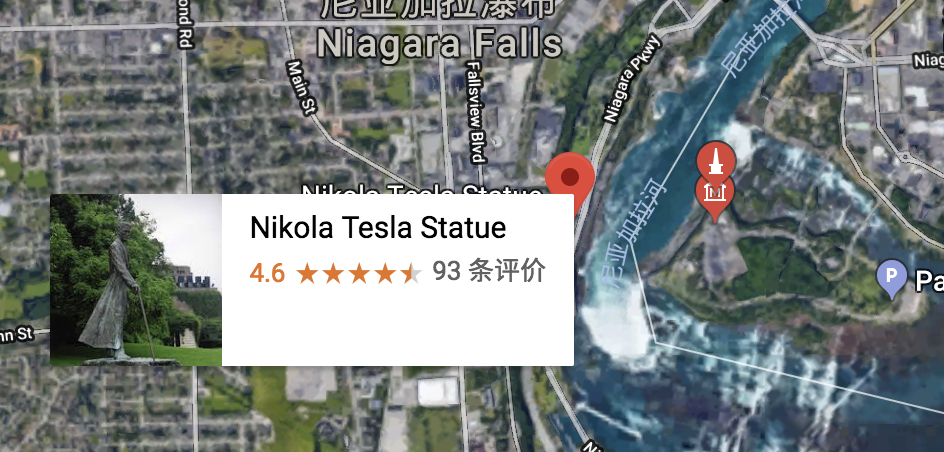 尼亚加拉瀑布
Niagara Falls
ond Rd
Main St
Fallsview Blvd
Niagara Pkwy
尼亚加拉河
Niag
Nikola Tesla Statue
Nikola Tesla Statue
4.6
93 条评价
尼亚加拉河
P
Pa
nn St